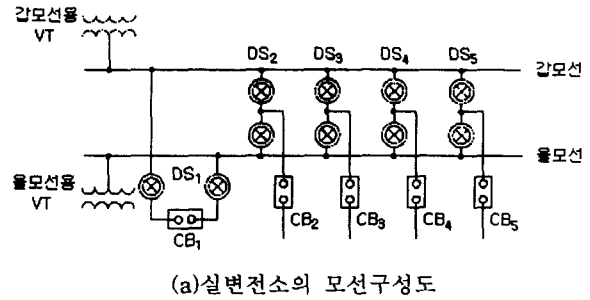 갑모선용
VT
DS2 DS3 DS4 DS5
갑모선
을모선
을모선용
VT
DS1
CB1
CB2 CB3 CB4 CB5
(a)실변전소의 모선구성도